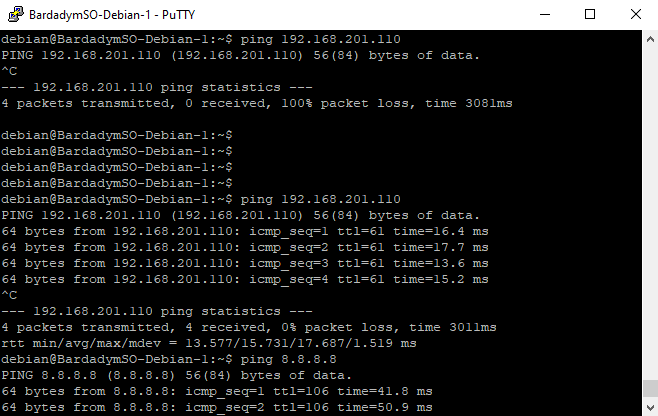 BardadymSO-Debian-1 - PuTTY
debian@BardadymSO-Debian-1:~$ ping 192.168.201.110
PING 192.168.201.110 (192.168.201.110) 56(84) bytes of data.
^C
--- 192.168.201.110 ping statistics ---
4 packets transmitted, 0 received, 100% packet loss, time 3081ms
debian@BardadymSO-Debian-1:~$
debian@BardadymSO-Debian-1:~$
debian@BardadymSO-Debian-1:~$
debian@BardadymSO-Debian-1:~$
debian@BardadymSO-Debian-1:~$ ping 192.168.201.110
PING 192.168.201.110 (192.168.201.110) 56(84) bytes of data.
64 bytes from 192.168.201.110: icmp_seq=1 ttl=61 time=16.4 ms
64 bytes from 192.168.201.110: icmp_seq=2 ttl=61 time=17.7 ms
64 bytes from 192.168.201.110: icmp_seq=3 ttl=61 time=13.6 ms
64 bytes from 192.168.201.110: icmp_seq=4 ttl=61 time=15.2 ms
^C
--- 192.168.201.110 ping statistics ---
4 packets transmitted, 4 received, 0% packet loss, time 3011ms
rtt min/avg/max/mdev = 13.577/15.731/17.687/1.519 ms
debian@BardadymSO-Debian-1:~$ ping 8.8.8.8
PING 8.8.8.8 (8.8.8.8) 56(84) bytes of data.
64 bytes from 8.8.8.8: icmp_seq=1 ttl=106 time=41.8 ms
64 bytes from 8.8.8.8: icmp_seq=2 ttl=106 time=50.9 ms